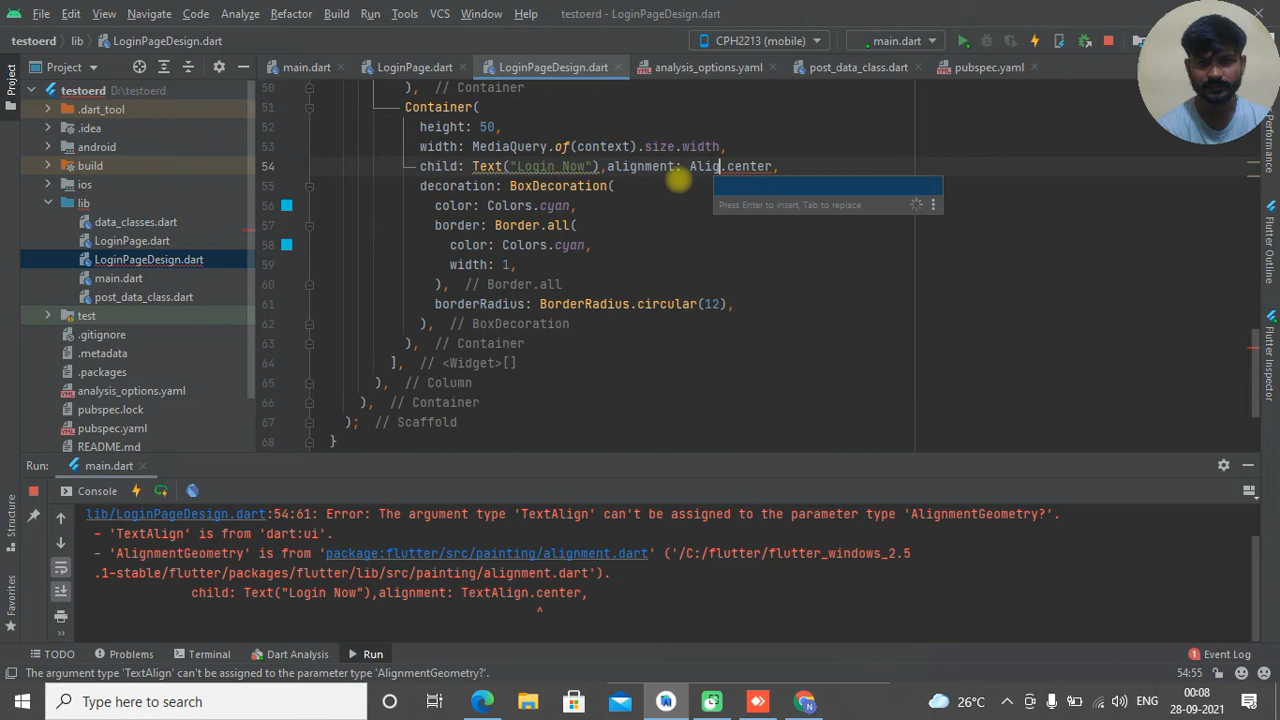 File Edit View Navigate Code Analyze Refactor Build Run Tools VCS Window Help testoerd - LoginPageDesign.dart
testoerd lib LoginPageDesign.dart CPH2213 (mobile) main.dart
Project main.dart LoginPage.dart LoginPageDesign.dart analysis_options.yaml post_data_class.dart pubspec.yaml
Project
testoerd D:\testoerd
.dart_tool
.idea
android
build
ios
lib
data_classes.dart
LoginPage.dart
LoginPageDesign.dart
main.dart
post_data_class.dart
test
.gitignore
.metadata
.packages
analysis_options.yaml
pubspec.lock
pubspec.yaml
README.md
50 ), // Container
51 Container(
52 height: 50,
53 width: MediaQuery.of(context).size.width,
54 child: Text("Login Now"),alignment: Alig.center,
Press Enter to insert, Tab to replace
55 decoration: BoxDecoration(
56 color: Colors.cyan,
57 border: Border.all(
58 color: Colors.cyan,
59 width: 1,
60 ), // Border.all
61 borderRadius: BorderRadius.circular(12),
62 ), // BoxDecoration
63 ), // Container
64 ], // <Widget>[]
65 ), // Column
66 ), // Container
67 ); // Scaffold
68 }
Performance
Flutter Outline
Flutter Inspector
Structure
Favorites
Run: main.dart
Console
lib/LoginPageDesign.dart:54:61: Error: The argument type 'TextAlign' can't be assigned to the parameter type 'AlignmentGeometry?'.
- 'TextAlign' is from 'dart:ui'.
- 'AlignmentGeometry' is from 'package:flutter/src/painting/alignment.dart' ('/C:/flutter/flutter_windows_2.5
.1-stable/flutter/packages/flutter/lib/src/painting/alignment.dart').
child: Text("Login Now"),alignment: TextAlign.center,
^
TODO Problems Terminal Dart Analysis Run Event Log
The argument type 'TextAlign' can't be assigned to the parameter type 'AlignmentGeometry?'. 54:55
Type here to search 26°C ENG 00:08
28-09-2021